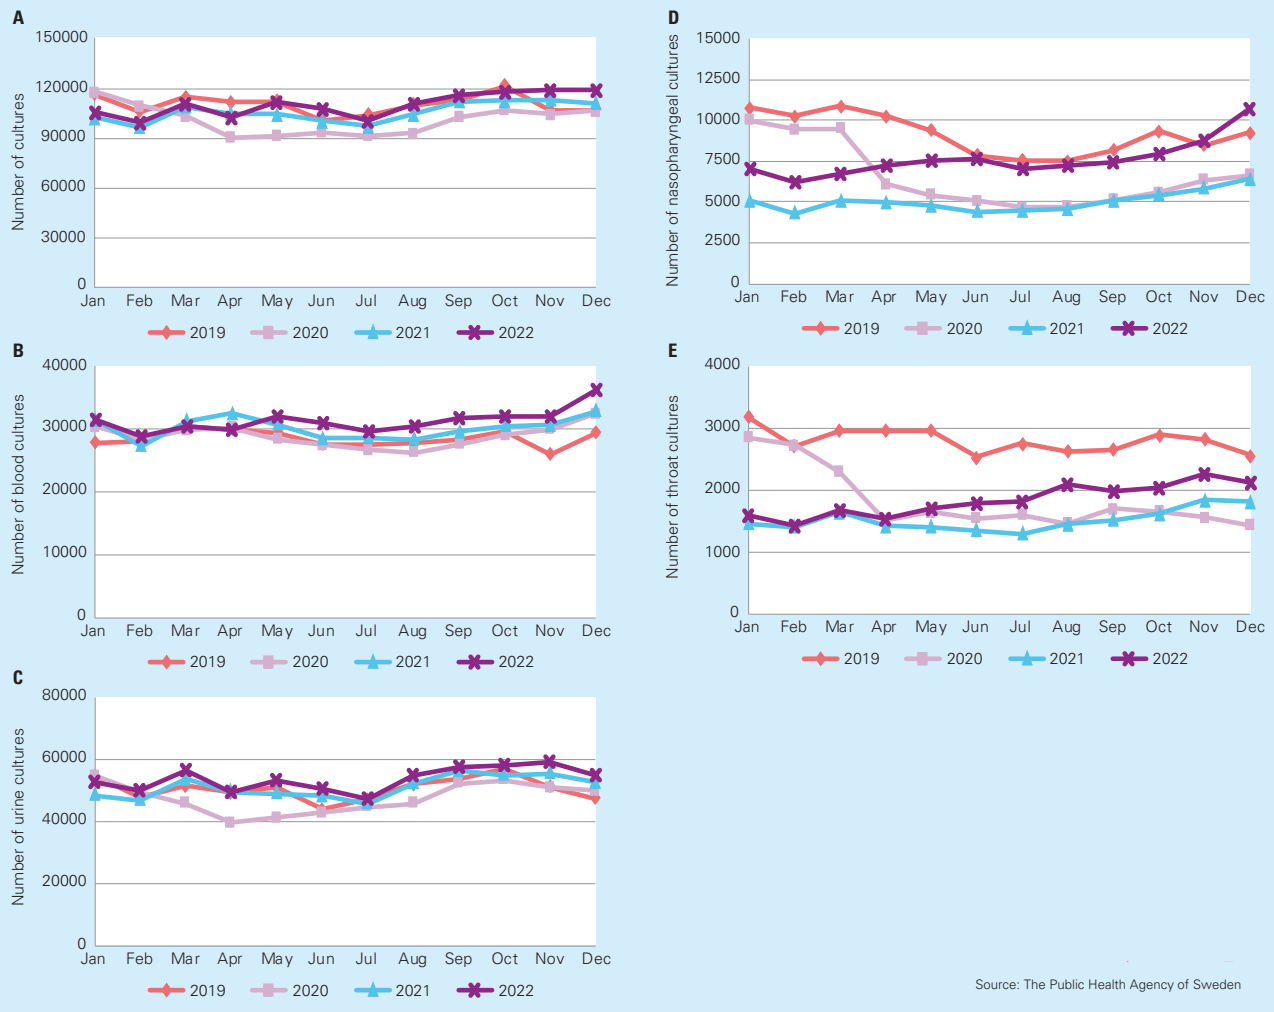 A
Number of cultures
150000
120000
90000
60000
30000
0
Jan Feb Mar Apr May Jun Jul Aug Sep Oct Nov Dec
2019 2020 2021 2022
B
Number of blood cultures
40000
30000
20000
10000
0
Jan Feb Mar Apr May Jun Jul Aug Sep Oct Nov Dec
2019 2020 2021 2022
C
Number of urine cultures
80000
60000
40000
20000
0
Jan Feb Mar Apr May Jun Jul Aug Sep Oct Nov Dec
2019 2020 2021 2022
D
Number of nasopharyngeal cultures
15000
12500
10000
7500
5000
2500
0
Jan Feb Mar Apr May Jun Jul Aug Sep Oct Nov Dec
2019 2020 2021 2022
E
Number of throat cultures
4000
3000
2000
1000
0
Jan Feb Mar Apr May Jun Jul Aug Sep Oct Nov Dec
2019 2020 2021 2022
Source: The Public Health Agency of Sweden